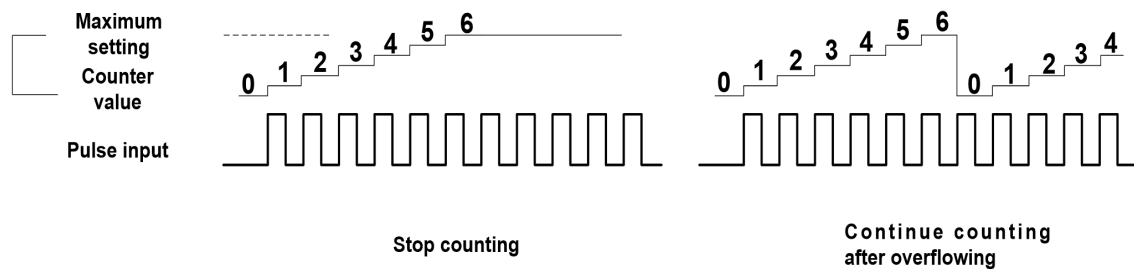 Maximum
setting
Counter
value
Pulse input
0 1 2 3 4 5 6
Stop counting
0 1 2 3 4 5 6 0 1 2 3 4
Continue counting
after overflowing